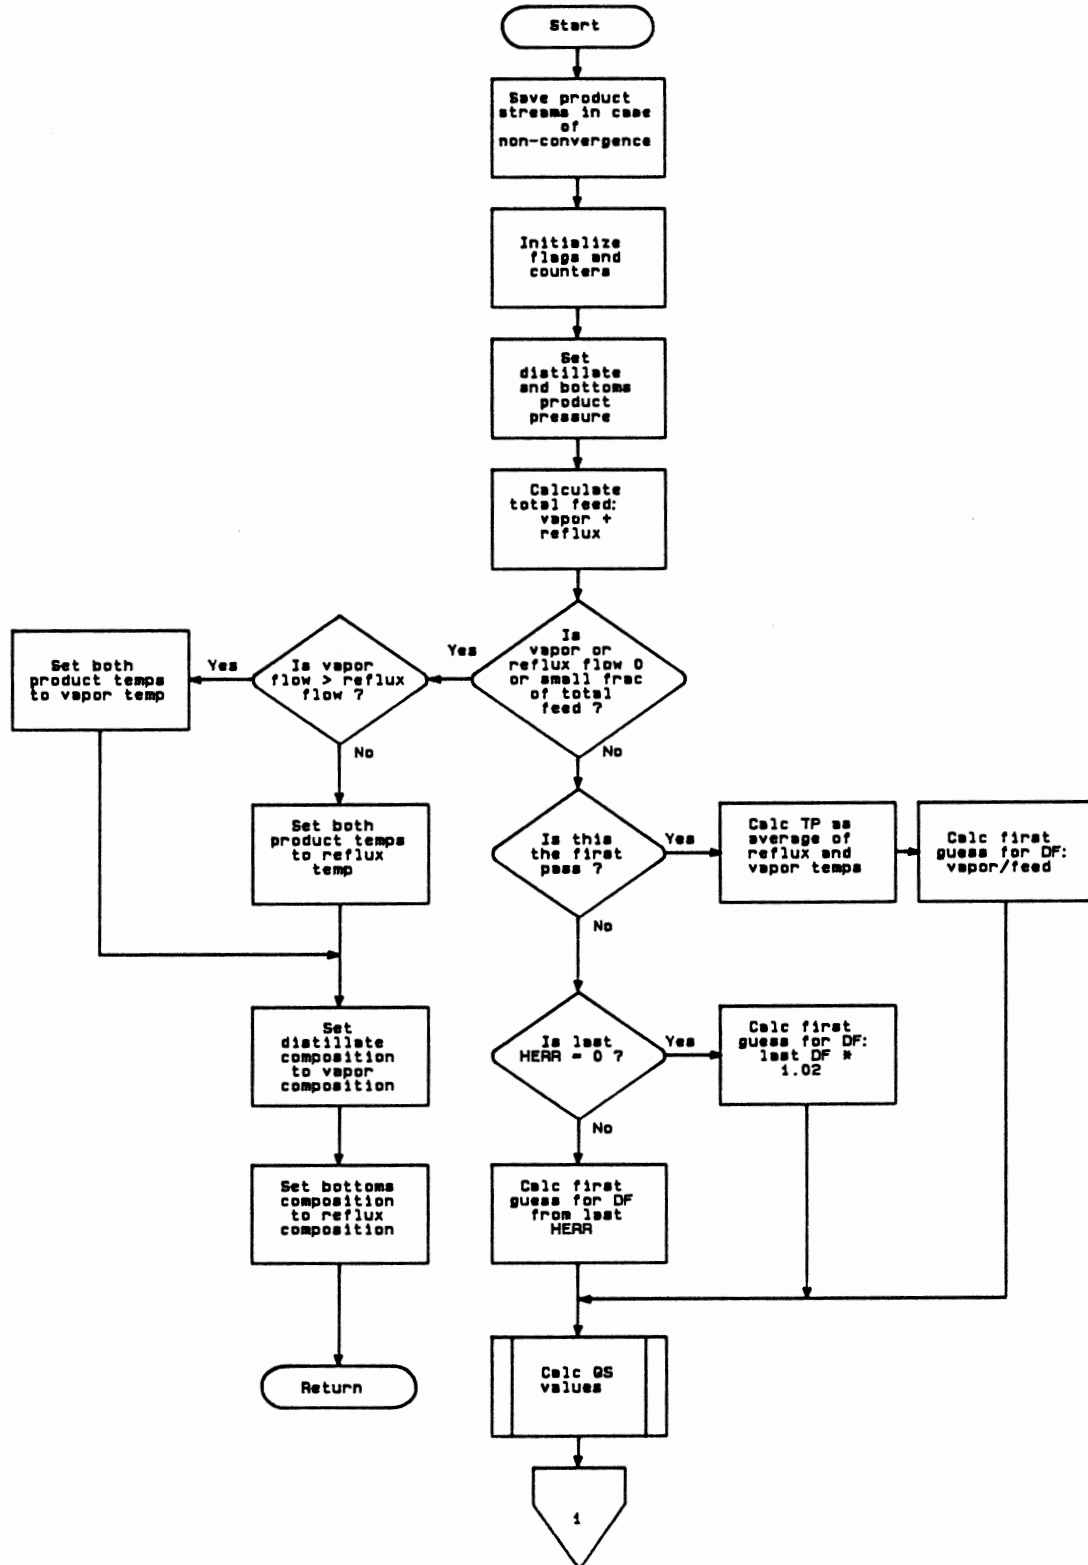 Start
Save product
streams in case
of
non-convergence
Initialize
flags and
counters
Set
distillate
and bottoms
product
pressure
Calculate
total feed:
vapor +
reflux
Is
vapor or
reflux flow 0
or small frac
of total
feed ?
Yes
No
Is vapor
flow > reflux
flow ?
Yes
No
Set both
product temps
to vapor temp
Set both
product temps
to reflux
temp
Set
distillate
composition
to vapor
composition
Set bottoms
composition
to reflux
composition
Return
Is this
the first
pass ?
Yes
No
Calc TP as
average of
reflux and
vapor temps
Calc first
guess for DF:
vapor/feed
Is last
HERR = 0 ?
Yes
No
Calc first
guess for DF:
last DF *
1.02
Calc first
guess for DF
from last
HERR
Calc QS
values
1